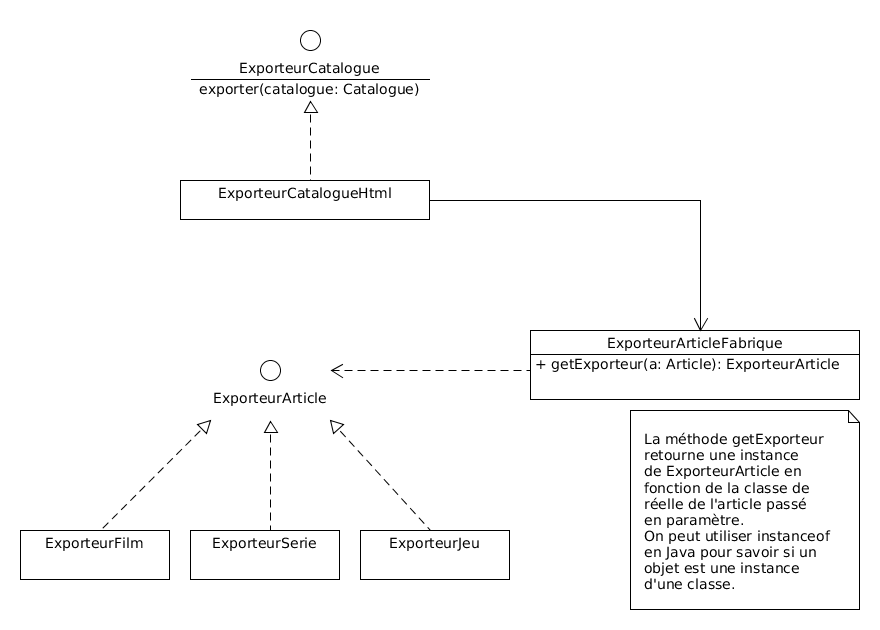 ExporteurCatalogue
exporter(catalogue: Catalogue)
ExporteurCatalogueHtml
ExporteurArticleFabrique
+ getExporteur(a: Article): ExporteurArticle
ExporteurArticle
La méthode getExporteur
retourne une instance
de ExporteurArticle en
fonction de la classe de
réelle de l'article passé
en paramètre.
On peut utiliser instanceof
en Java pour savoir si un
objet est une instance
d'une classe.
ExporteurFilm
ExporteurSerie
ExporteurJeu